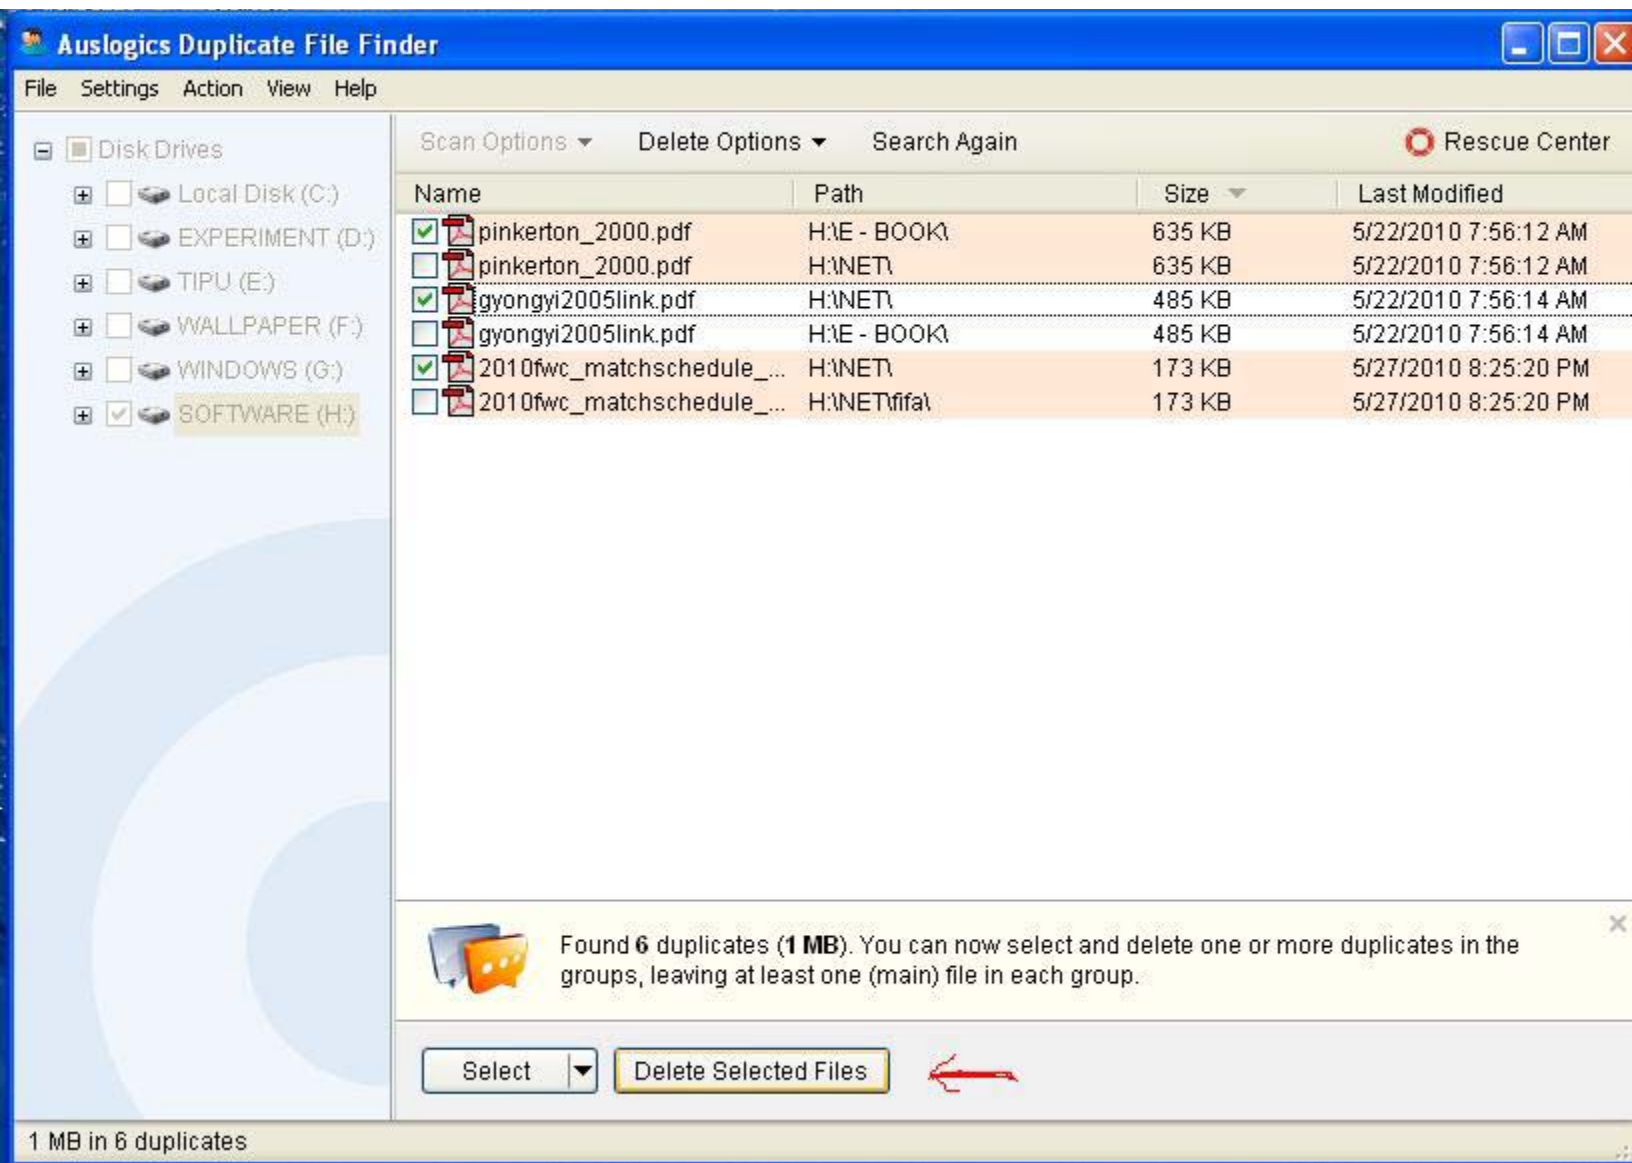 Auslogics Duplicate File Finder
File Settings Action View Help
Disk Drives
Local Disk (C:)
EXPERIMENT (D:)
TIPU (E:)
WALLPAPER (F:)
WINDOWS (G:)
SOFTWARE (H:)
Scan Options Delete Options Search Again Rescue Center
Name Path Size Last Modified
pinkerton_2000.pdf H:\E - BOOK\ 635 KB 5/22/2010 7:56:12 AM
pinkerton_2000.pdf H:\NET\ 635 KB 5/22/2010 7:56:12 AM
gyongyi2005link.pdf H:\NET\ 485 KB 5/22/2010 7:56:14 AM
gyongyi2005link.pdf H:\E - BOOK\ 485 KB 5/22/2010 7:56:14 AM
2010fwc_matchschedule_... H:\NET\ 173 KB 5/27/2010 8:25:20 PM
2010fwc_matchschedule_... H:\NET\fifa\ 173 KB 5/27/2010 8:25:20 PM
Found 6 duplicates (1 MB). You can now select and delete one or more duplicates in the
groups, leaving at least one (main) file in each group.
Select Delete Selected Files
1 MB in 6 duplicates